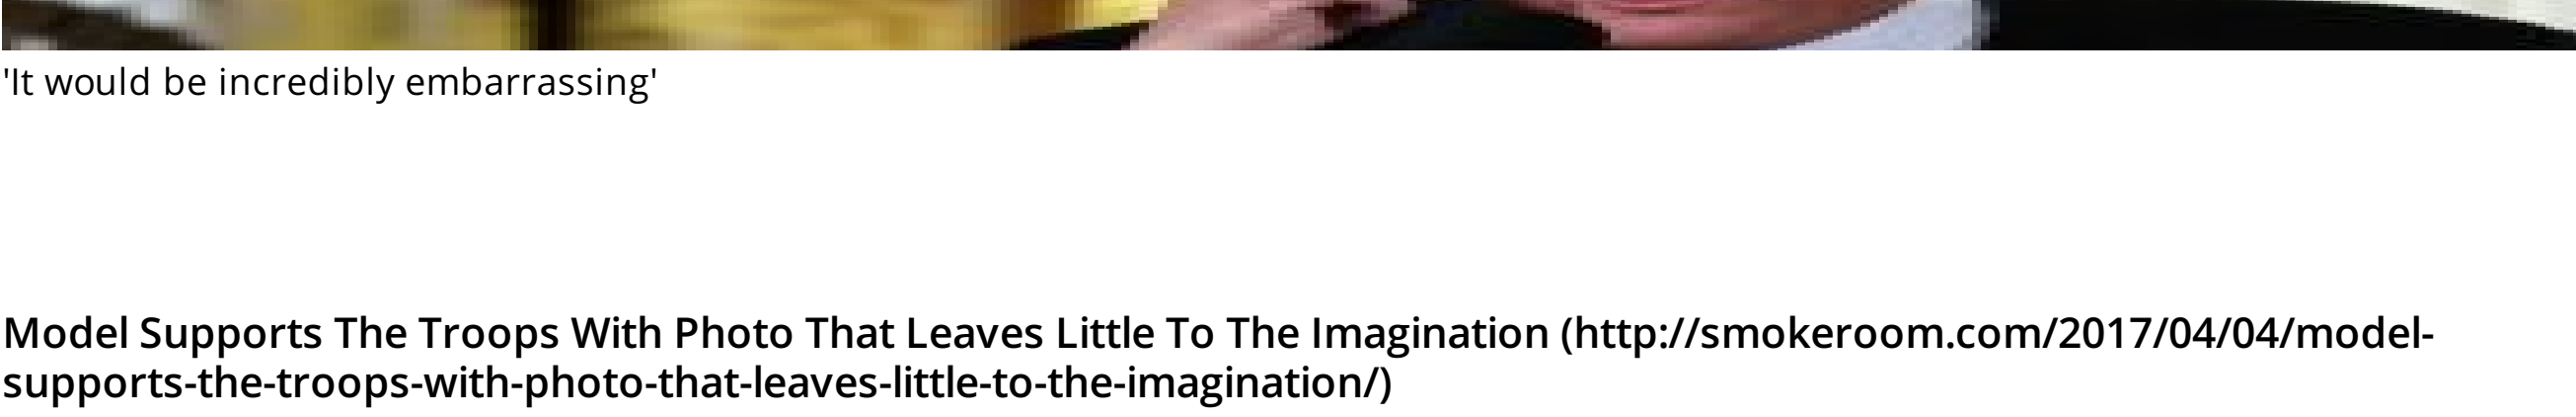 'It would be incredibly embarrassing'
Model Supports The Troops With Photo That Leaves Little To The Imagination (http://smokeroom.com/2017/04/04/model-
supports-the-troops-with-photo-that-leaves-little-to-the-imagination/)